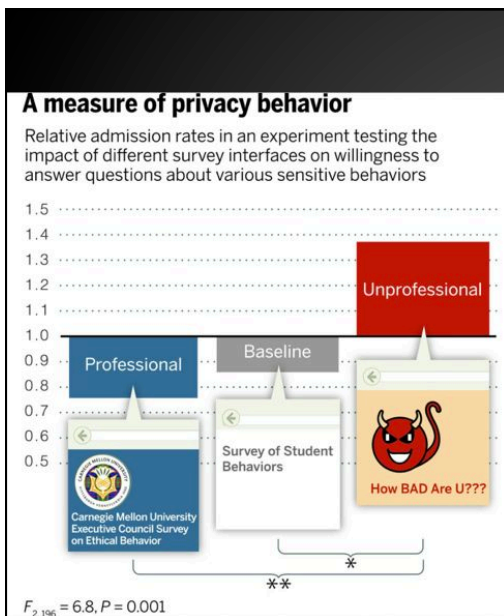 A measure of privacy behavior
Relative admission rates in an experiment testing the
impact of different survey interfaces on willingness to
answer questions about various sensitive behaviors
1.5
1.4
1.3
1.2
1.1
1.0
0.9
0.8
0.7
0.6
0.5
Professional
Baseline
Unprofessional
CARNEGIE MELLON UNIVERSITY
Carnegie Mellon University
Executive Council Survey
on Ethical Behavior
Survey of Student
Behaviors
How BAD Are U???
*
**
F2,196 = 6.8, P = 0.001